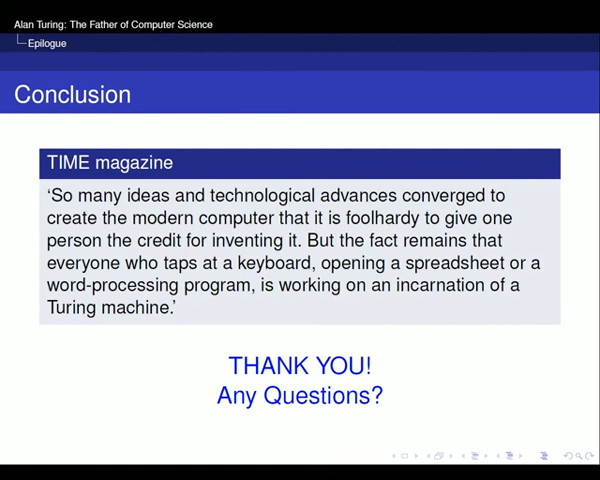 Alan Turing: The Father of Computer Science
Epilogue
Conclusion
TIME magazine
‘So many ideas and technological advances converged to
create the modern computer that it is foolhardy to give one
person the credit for inventing it. But the fact remains that
everyone who taps at a keyboard, opening a spreadsheet or a
word-processing program, is working on an incarnation of a
Turing machine.’
THANK YOU!
Any Questions?